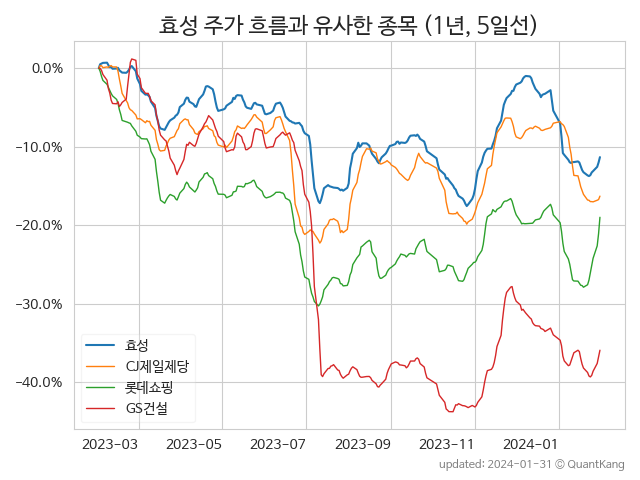 효성 주가 흐름과 유사한 종목 (1년, 5일선)
0.0%
−10.0%
−20.0%
−30.0%
−40.0%
효성
CJ제일제당
롯데쇼핑
GS건설
2023-03 2023-05 2023-07 2023-09 2023-11 2024-01
updated: 2024-01-31 © QuantKang